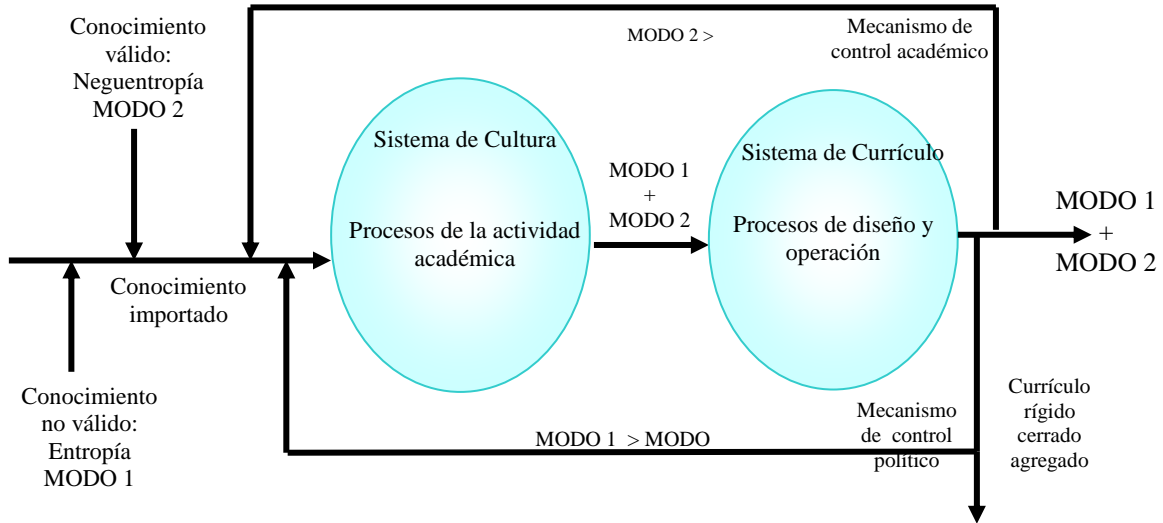 Conocimiento
válido:
Neguentropía
MODO 2
MODO 2 >
Mecanismo de
control académico
Sistema de Cultura
Procesos de la actividad
académica
MODO 1
+
MODO 2
Sistema de Currículo
Procesos de diseño y
operación
MODO 1
+
MODO 2
Conocimiento
importado
Conocimiento
no válido:
Entropía
MODO 1
MODO 1 > MODO
Mecanismo
de control
político
Currículo
rígido
cerrado
agregado